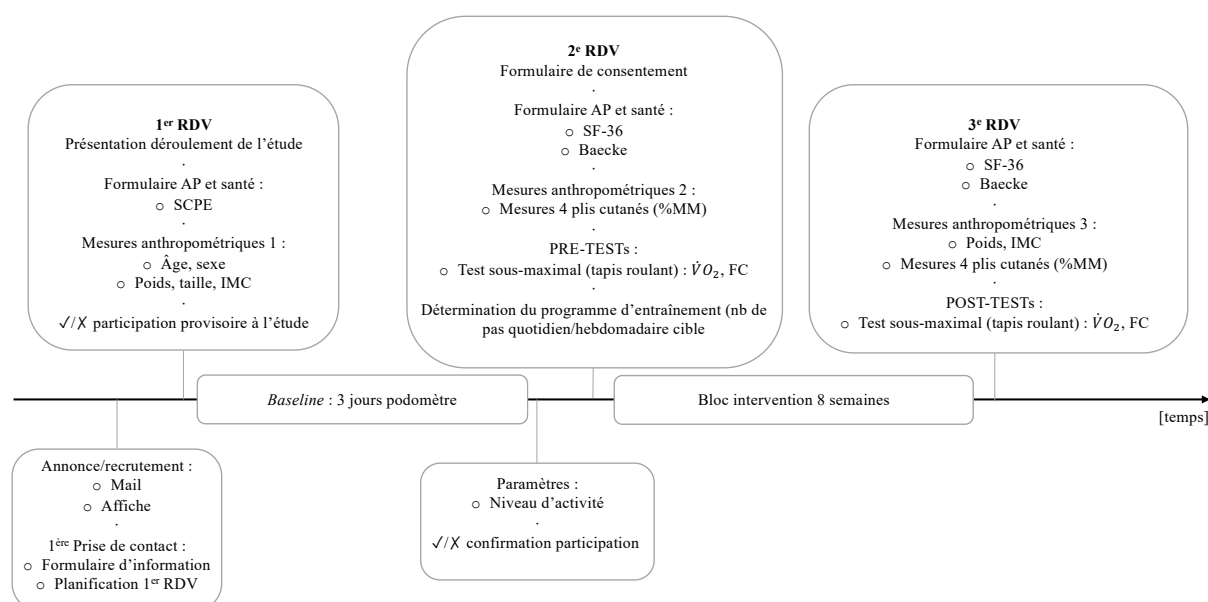 1er RDV
Présentation déroulement de l'étude
·
Formulaire AP et santé :
○ SCPE
·
Mesures anthropométriques 1 :
○ Âge, sexe
○ Poids, taille, IMC
·
✓/✗ participation provisoire à l'étude
2e RDV
Formulaire de consentement
·
Formulaire AP et santé :
○ SF-36
○ Baecke
·
Mesures anthropométriques 2 :
○ Mesures 4 plis cutanés (%MM)
·
PRE-TESTs :
○ Test sous-maximal (tapis roulant) : V̇O₂, FC
·
Détermination du programme d'entraînement (nb de
pas quotidien/hebdomadaire cible
3e RDV
Formulaire AP et santé :
○ SF-36
○ Baecke
·
Mesures anthropométriques 3 :
○ Poids, IMC
○ Mesures 4 plis cutanés (%MM)
·
POST-TESTs :
○ Test sous-maximal (tapis roulant) : V̇O₂, FC
Baseline : 3 jours podomètre
Bloc intervention 8 semaines
[temps]
Annonce/recrutement :
○ Mail
○ Affiche
·
1ère Prise de contact :
○ Formulaire d'information
○ Planification 1er RDV
Paramètres :
○ Niveau d'activité
·
✓/✗ confirmation participation